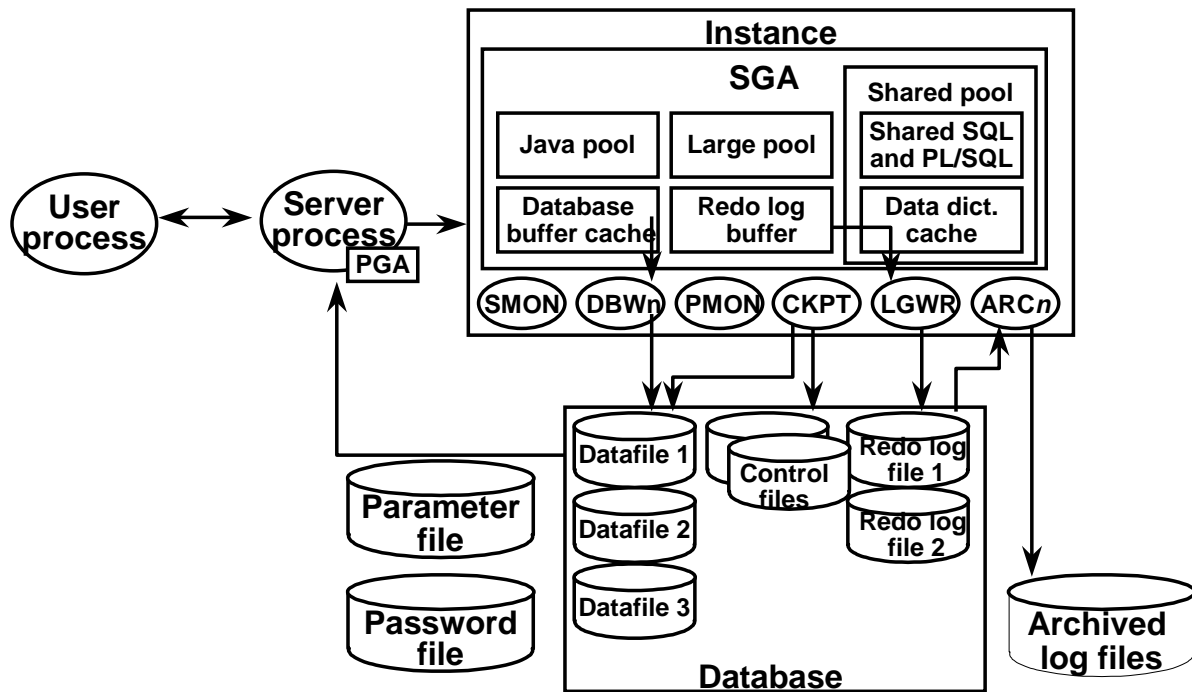 Instance
SGA
Shared pool
Java pool
Large pool
Shared SQL
and PL/SQL
User
process
Server
process
PGA
Database
buffer cache
Redo log
buffer
Data dict.
cache
SMON
DBWn
PMON
CKPT
LGWR
ARCn
Datafile 1
Control
files
Redo log
file 1
Parameter
file
Datafile 2
Redo log
file 2
Datafile 3
Password
file
Archived
log files
Database